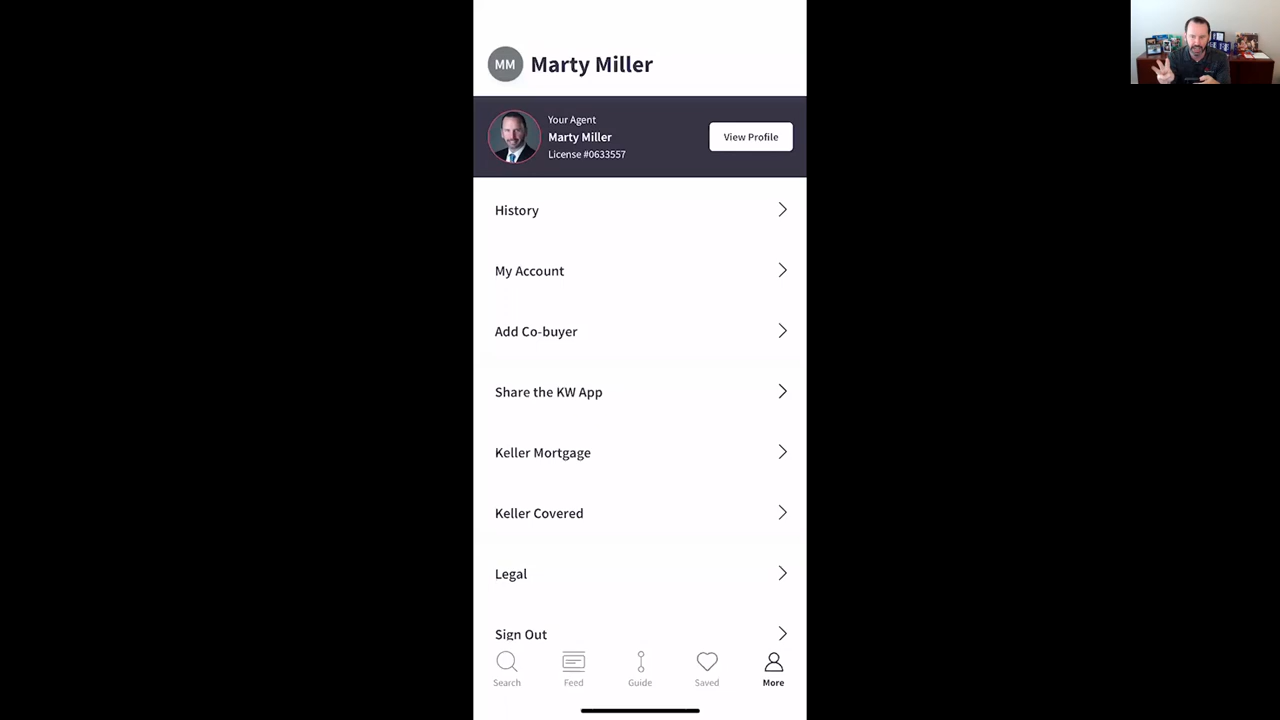 MM
Marty Miller
Your Agent
Marty Miller
License #0633557
View Profile
History
My Account
Add Co-buyer
Share the KW App
Keller Mortgage
Keller Covered
Legal
Sign Out
Search
Feed
Guide
Saved
More